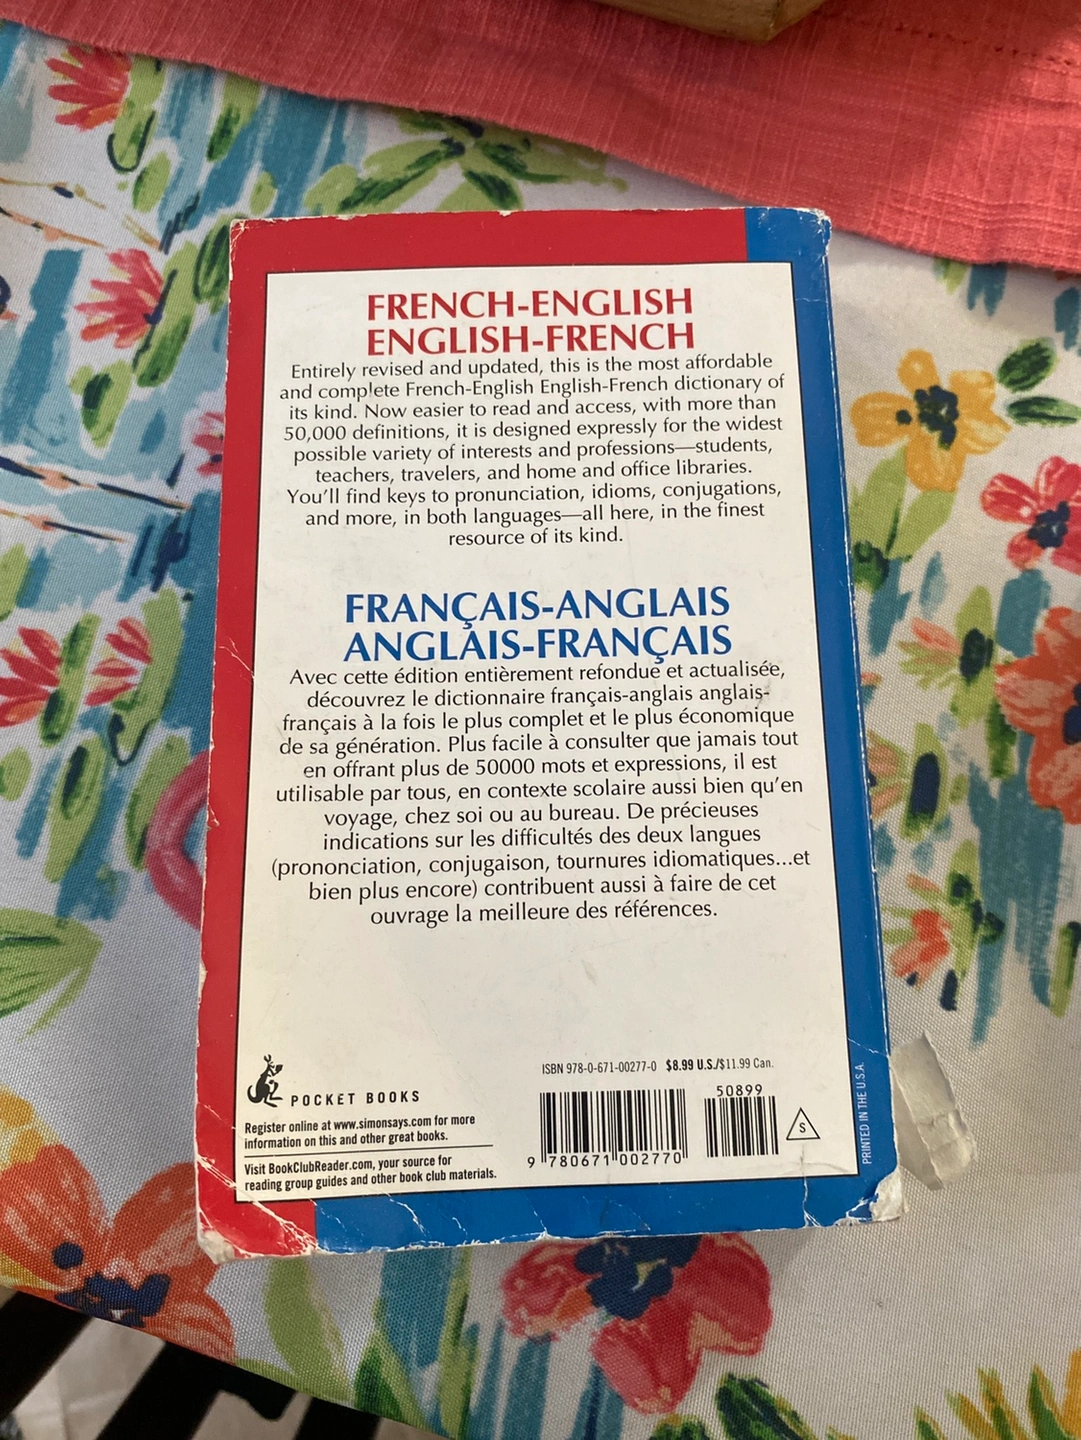 FRENCH-ENGLISH
ENGLISH-FRENCH
Entirely revised and updated, this is the most affordable
and complete French-English English-French dictionary of
its kind. Now easier to read and access, with more than
50,000 definitions, it is designed expressly for the widest
possible variety of interests and professions—students,
teachers, travelers, and home and office libraries.
You'll find keys to pronunciation, idioms, conjugations,
and more, in both languages—all here, in the finest
resource of its kind.
FRANÇAIS-ANGLAIS
ANGLAIS-FRANÇAIS
Avec cette édition entièrement refondue et actualisée,
découvrez le dictionnaire français-anglais anglais-
français à la fois le plus complet et le plus économique
de sa génération. Plus facile à consulter que jamais tout
en offrant plus de 50000 mots et expressions, il est
utilisable par tous, en contexte scolaire aussi bien qu'en
voyage, chez soi ou au bureau. De précieuses
indications sur les difficultés des deux langues
(prononciation, conjugaison, tournures idiomatiques...et
bien plus encore) contribuent aussi à faire de cet
ouvrage la meilleure des références.
POCKET BOOKS
Register online at www.simonsays.com for more
information on this and other great books.
Visit BookClubReader.com, your source for
reading group guides and other book club materials.
ISBN 978-0-671-00277-0 $8.99 U.S./$11.99 Can.
50899
9 780671 002770
S
PRINTED IN THE U.S.A.